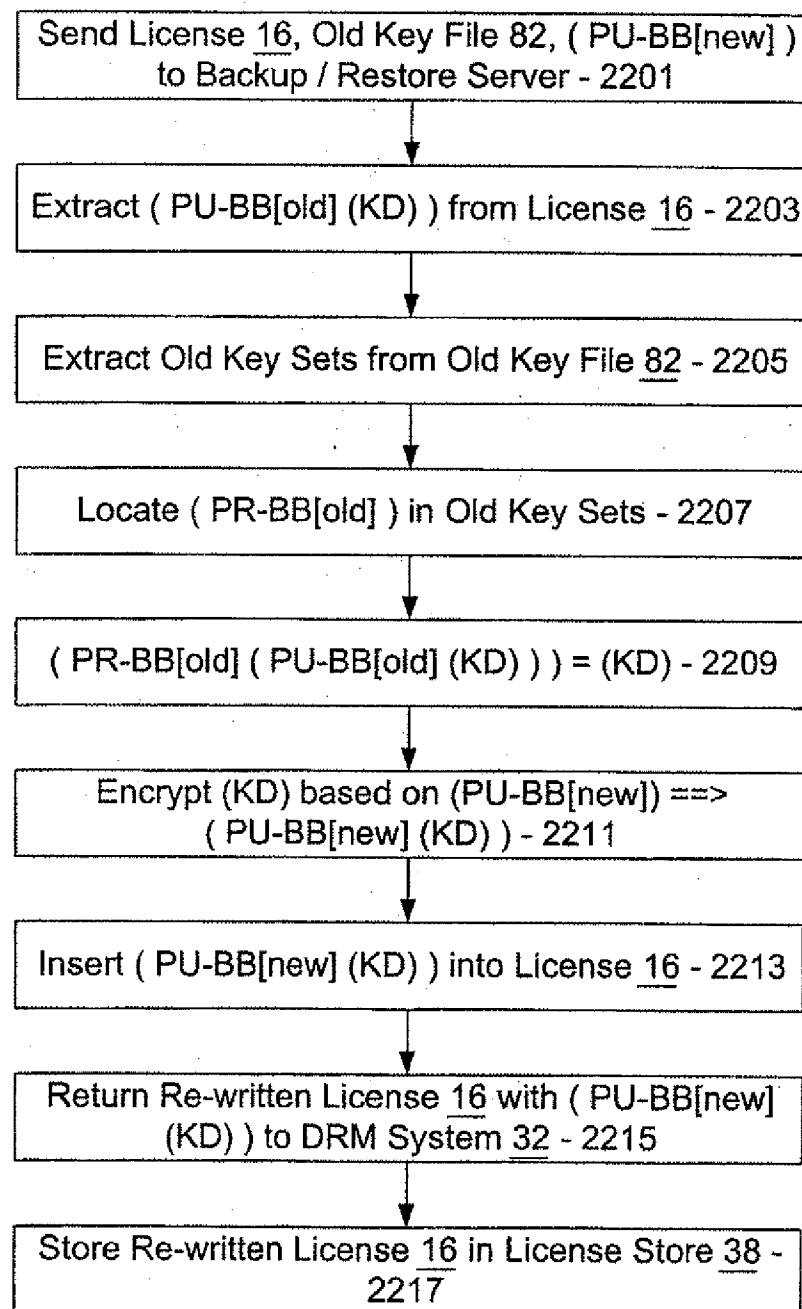 Send License 16, Old Key File 82, ( PU-BB[new] )
to Backup / Restore Server - 2201
Extract ( PU-BB[old] (KD) ) from License 16 - 2203
Extract Old Key Sets from Old Key File 82 - 2205
Locate ( PR-BB[old] ) in Old Key Sets - 2207
( PR-BB[old] ( PU-BB[old] (KD) ) ) = (KD) - 2209
Encrypt (KD) based on (PU-BB[new]) ==>
( PU-BB[new] (KD) ) - 2211
Insert ( PU-BB[new] (KD) ) into License 16 - 2213
Return Re-written License 16 with ( PU-BB[new]
(KD) ) to DRM System 32 - 2215
Store Re-written License 16 in License Store 38 -
2217